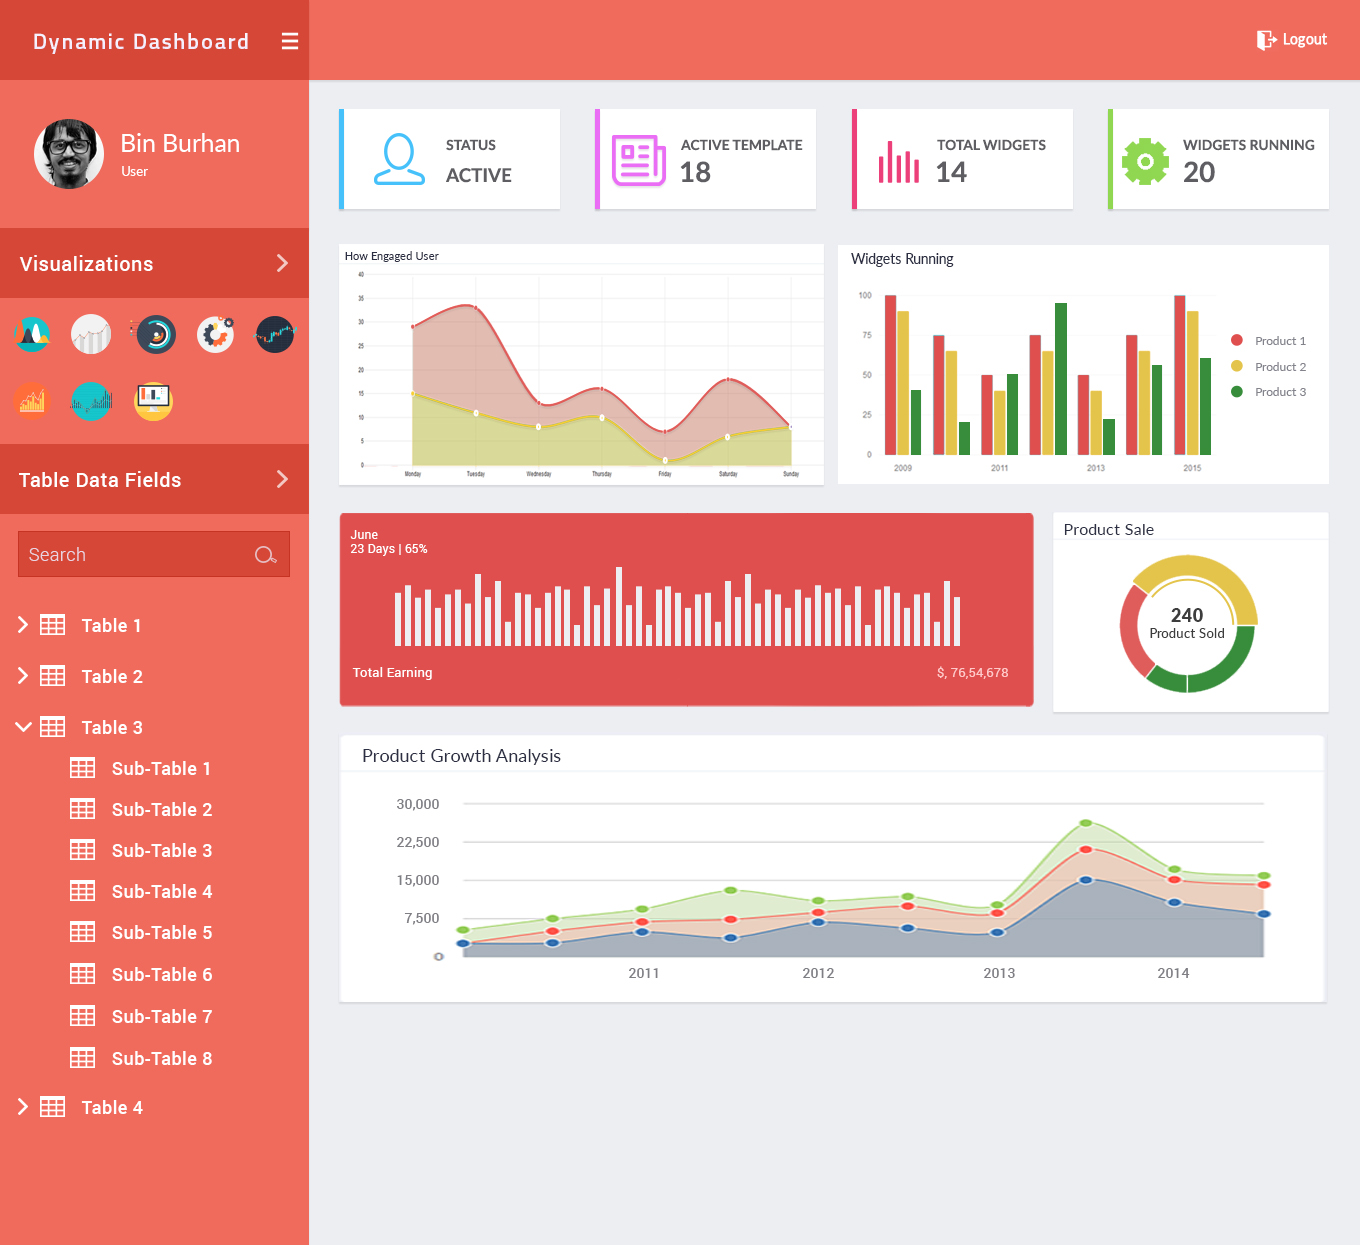 Dynamic Dashboard
Logout
Bin Burhan
User
Visualizations
Table Data Fields
Search
Table 1
Table 2
Table 3
Sub-Table 1
Sub-Table 2
Sub-Table 3
Sub-Table 4
Sub-Table 5
Sub-Table 6
Sub-Table 7
Sub-Table 8
Table 4
STATUS
ACTIVE
ACTIVE TEMPLATE
18
TOTAL WIDGETS
14
WIDGETS RUNNING
20
How Engaged User
40
35
30
25
20
15
10
5
0
Monday Tuesday Wednesday Thursday Friday Saturday Sunday
Widgets Running
100
75
50
25
0
2009 2011 2013 2015
Product 1
Product 2
Product 3
June
23 Days | 65%
Total Earning $, 76,54,678
Product Sale
240
Product Sold
Product Growth Analysis
30,000
22,500
15,000
7,500
0
2011 2012 2013 2014